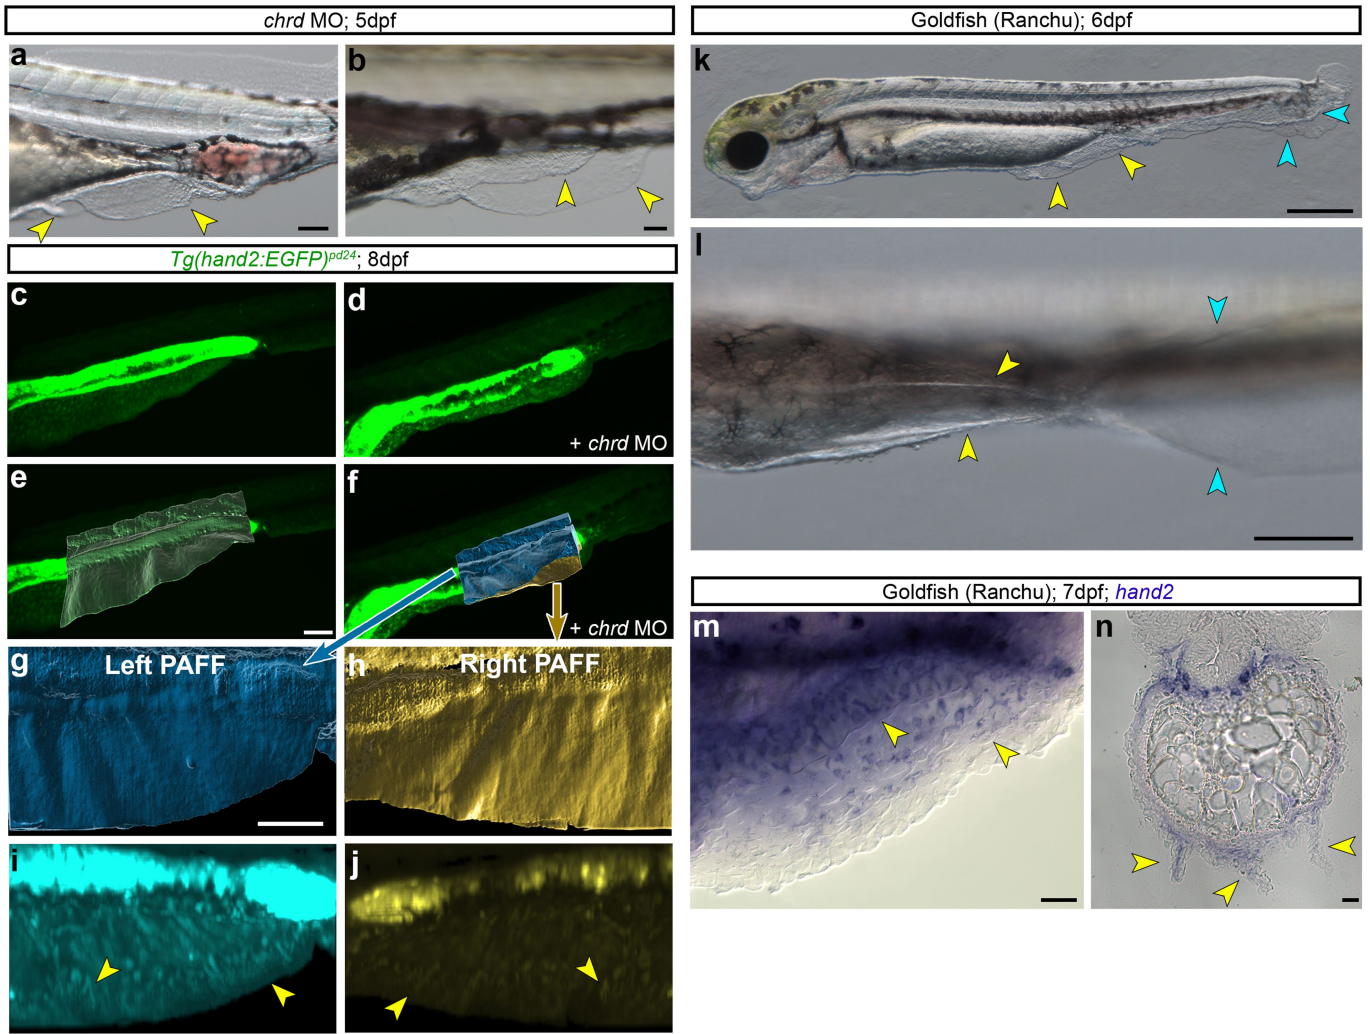 chrd MO; 5dpf
a
b
Tg(hand2:EGFP)pd24; 8dpf
c
d
+ chrd MO
e
f
+ chrd MO
g
Left PAFF
h
Right PAFF
i
j
Goldfish (Ranchu); 6dpf
k
l
Goldfish (Ranchu); 7dpf; hand2
m
n